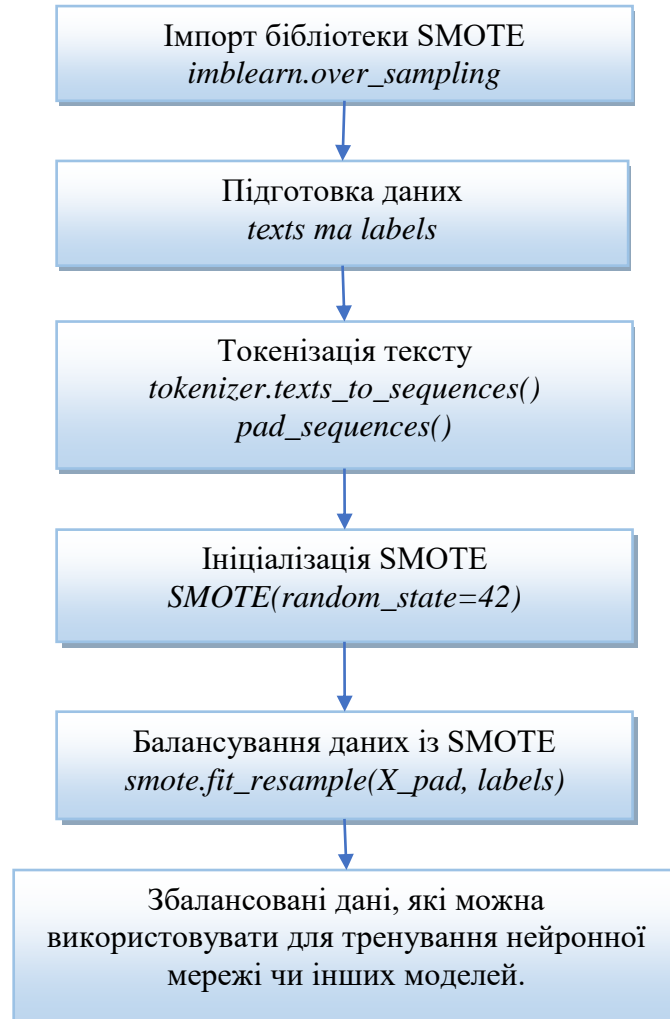 Імпорт бібліотеки SMOTE
imblearn.over_sampling
Підготовка даних
texts та labels
Токенізація тексту
tokenizer.texts_to_sequences()
pad_sequences()
Ініціалізація SMOTE
SMOTE(random_state=42)
Балансування даних із SMOTE
smote.fit_resample(X_pad, labels)
Збалансовані дані, які можна
використовувати для тренування нейронної
мережі чи інших моделей.